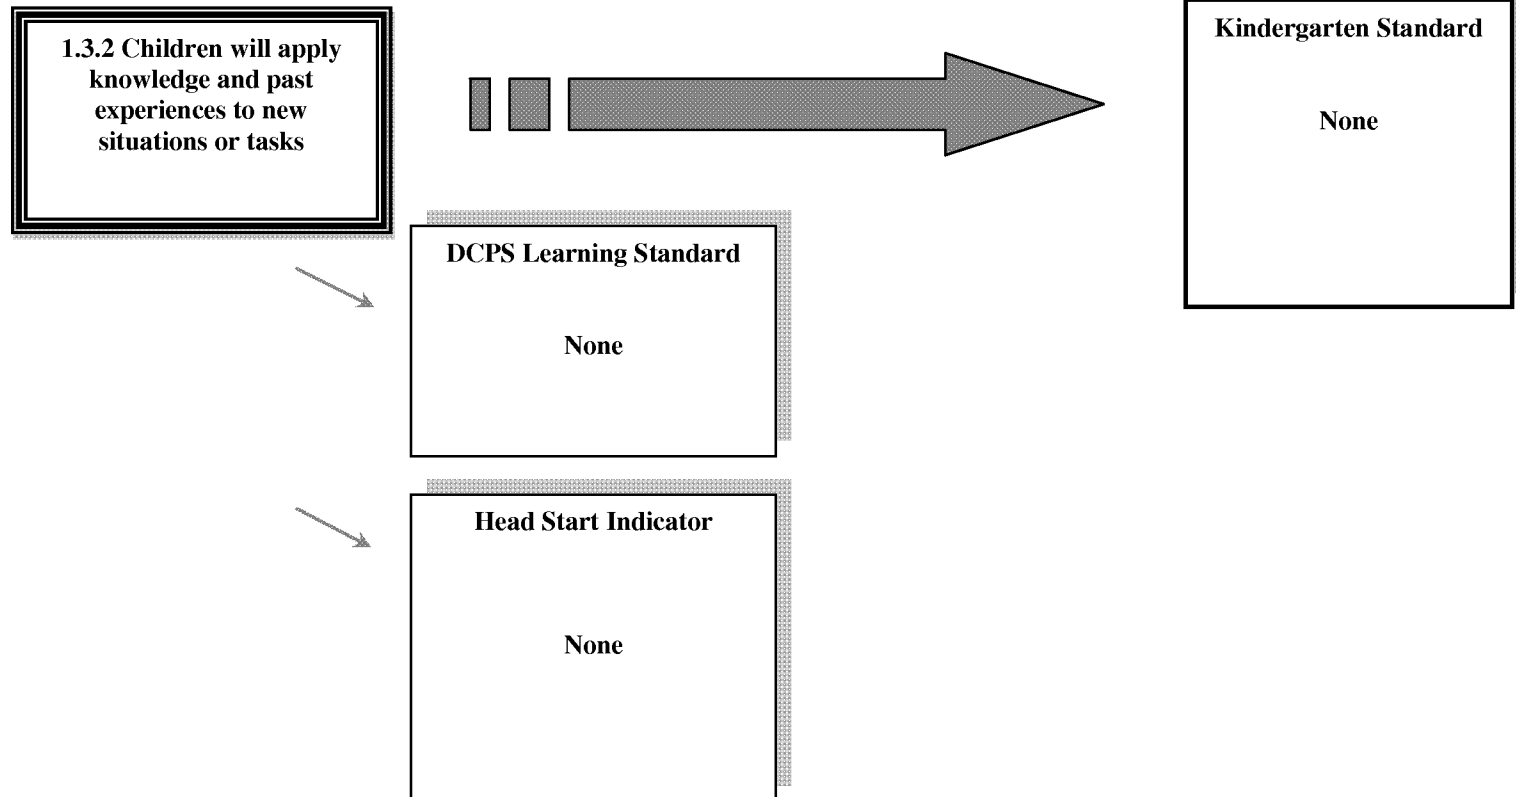 1.3.2 Children will apply
knowledge and past
experiences to new
situations or tasks
Kindergarten Standard
None
DCPS Learning Standard
None
Head Start Indicator
None